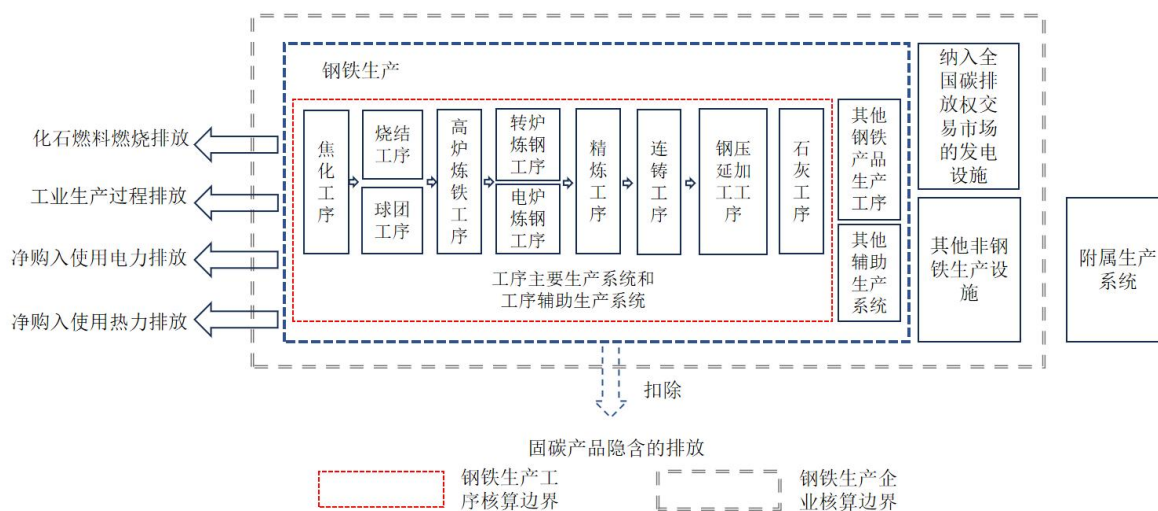 钢铁生产
焦
化
工
序
烧结
工序
球团
工序
高
炉
炼
铁
工
序
转炉
炼钢
工序
电炉
炼钢
工序
精
炼
工
序
连
铸
工
序
钢压
延加
工工
序
石
灰
工
序
工序主要生产系统和
工序辅助生产系统
其他
钢铁
产品
生产
工序
其他
辅助
生产
系统
纳入全
国碳排
放权交
易市场
的发电
设施
其他非钢
铁生产设
施
附属生产
系统
化石燃料燃烧排放
工业生产过程排放
净购入使用电力排放
净购入使用热力排放
扣除
固碳产品隐含的排放
钢铁生产工
序核算边界
钢铁生产企
业核算边界